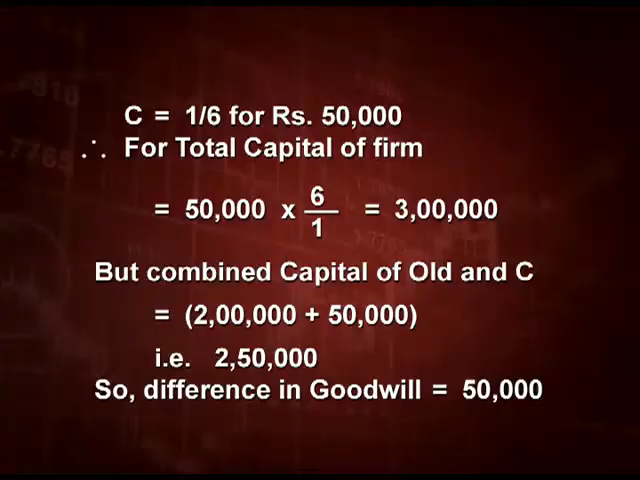 C = 1/6 for Rs. 50,000
∴ For Total Capital of firm
= 50,000 x 6/1 = 3,00,000
But combined Capital of Old and C
= (2,00,000 + 50,000)
i.e. 2,50,000
So, difference in Goodwill = 50,000